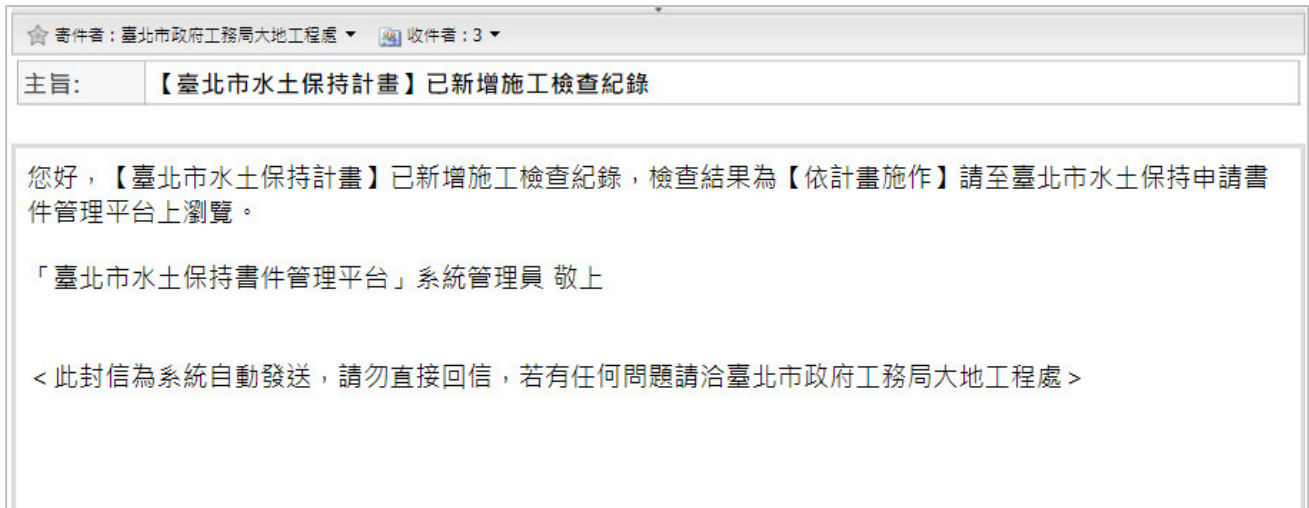 寄件者：臺北市政府工務局大地工程處 收件者：3
主旨: 【臺北市水土保持計畫】已新增施工檢查紀錄
您好，【臺北市水土保持計畫】已新增施工檢查紀錄，檢查結果為【依計畫施作】請至臺北市水土保持申請書
件管理平台上瀏覽。
「臺北市水土保持書件管理平台」系統管理員 敬上
<此封信為系統自動發送，請勿直接回信，若有任何問題請洽臺北市政府工務局大地工程處>